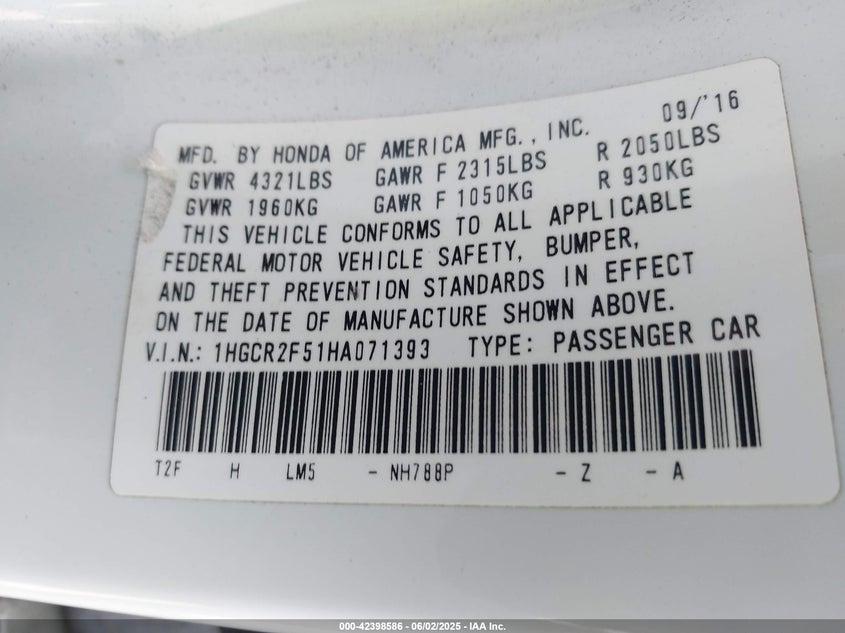 09/'16
MFD. BY HONDA OF AMERICA MFG., INC.
GVWR 4321LBS GAWR F 2315LBS R 2050LBS
GVWR 1960KG GAWR F 1050KG R 930KG
THIS VEHICLE CONFORMS TO ALL APPLICABLE
FEDERAL MOTOR VEHICLE SAFETY, BUMPER,
AND THEFT PREVENTION STANDARDS IN EFFECT
ON THE DATE OF MANUFACTURE SHOWN ABOVE.
V.I.N.: 1HGCR2F51HA071393 TYPE: PASSENGER CAR
T2F H LM5 - NH788P - Z - A
000-42398586 - 06/02/2025 - IAA Inc.